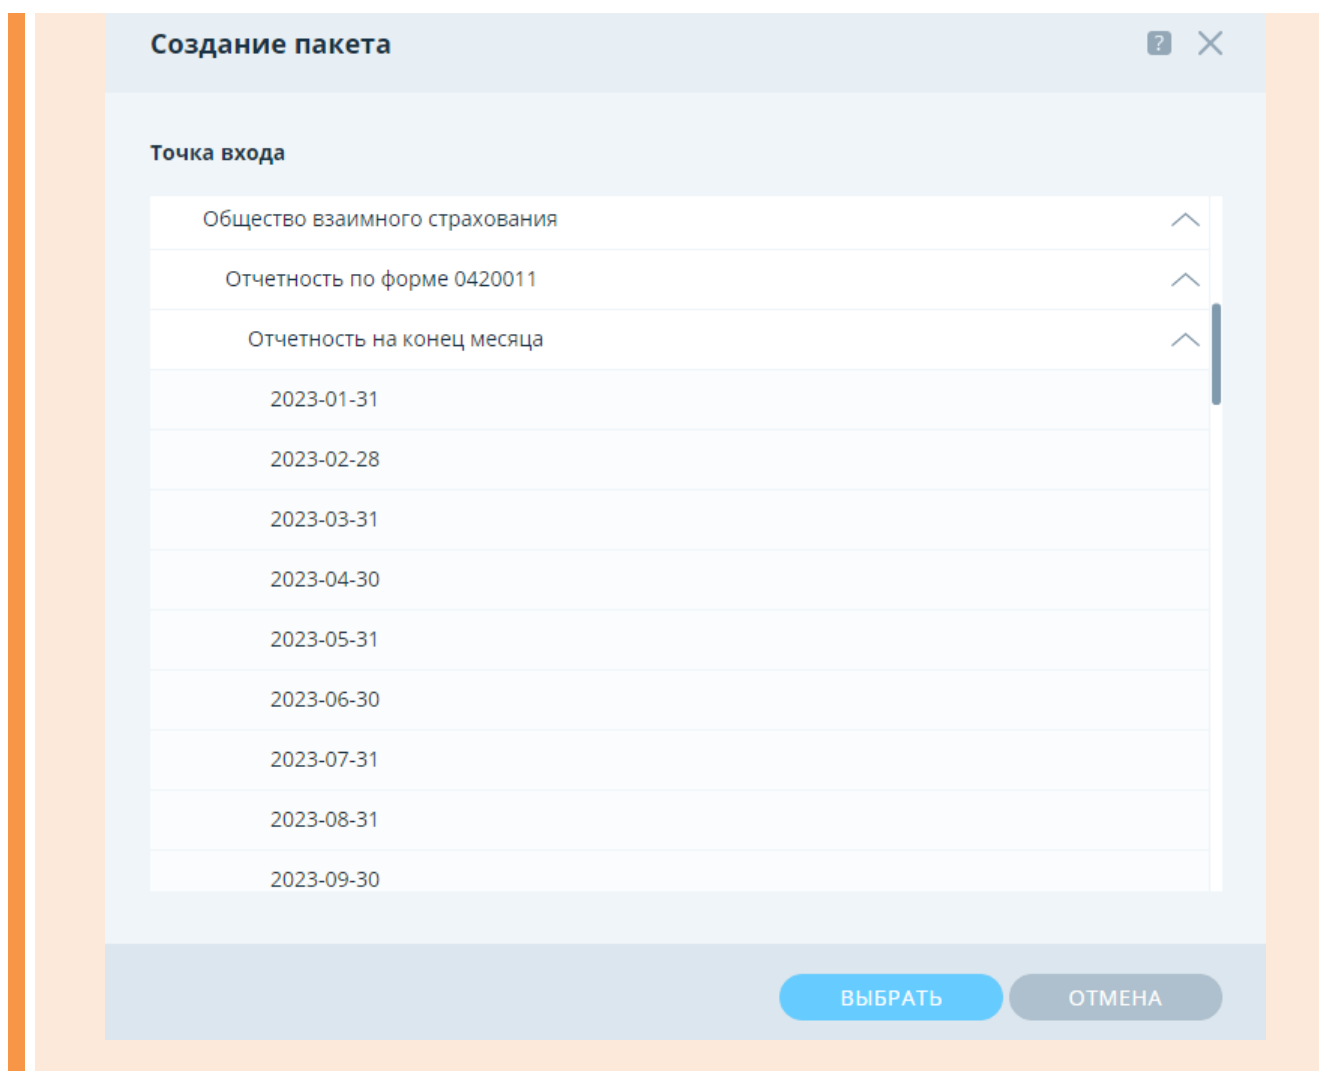 Создание пакета
?
Точка входа
Общество взаимного страхования
Отчетность по форме 0420011
Отчетность на конец месяца
2023-01-31
2023-02-28
2023-03-31
2023-04-30
2023-05-31
2023-06-30
2023-07-31
2023-08-31
2023-09-30
ВЫБРАТЬ ОТМЕНА